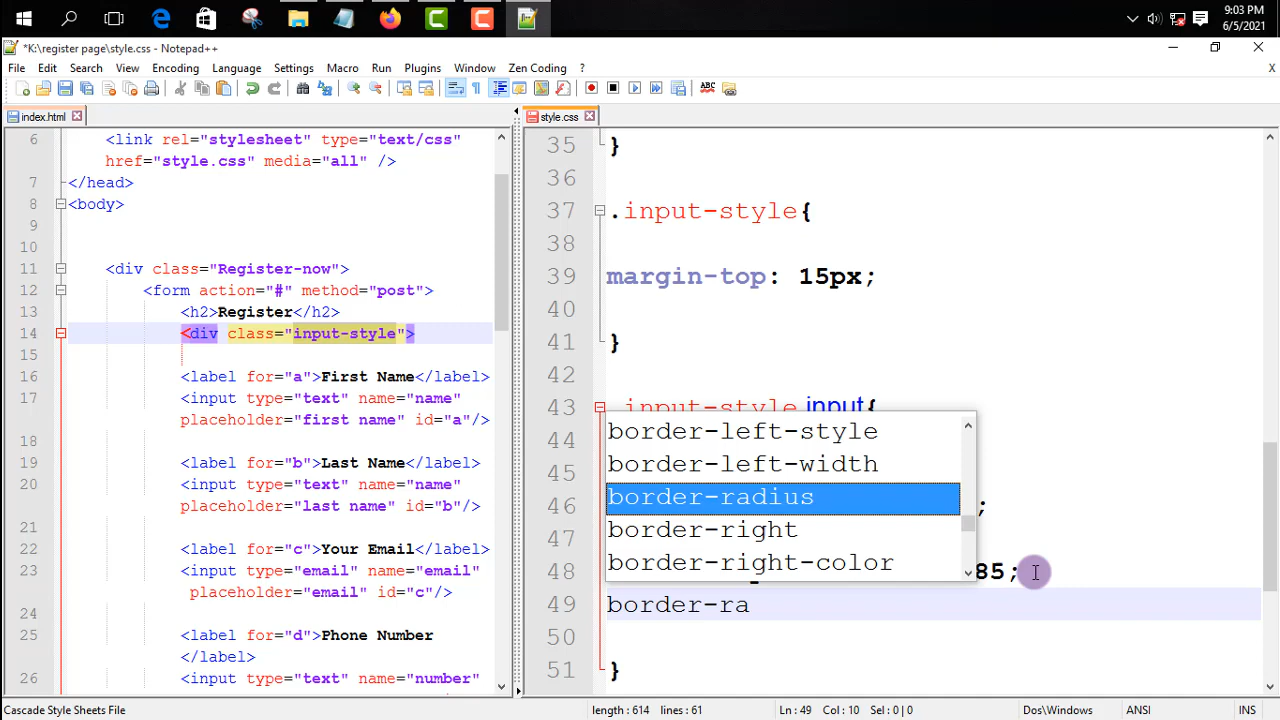 9:03 PM
6/5/2021
*K:\register page\style.css - Notepad++
File Edit Search View Encoding Language Settings Macro Run Plugins Window Zen Coding ? X
index.html
style.css
6 <link rel="stylesheet" type="text/css"
href="style.css" media="all" />
7 </head>
8 <body>
9
10
11 <div class="Register-now">
12 <form action="#" method="post">
13 <h2>Register</h2>
14 <div class="input-style">
15
16 <label for="a">First Name</label>
17 <input type="text" name="name"
placeholder="first name" id="a"/>
18
19 <label for="b">Last Name</label>
20 <input type="text" name="name"
placeholder="last name" id="b"/>
21
22 <label for="c">Your Email</label>
23 <input type="email" name="email"
placeholder="email" id="c"/>
24
25 <label for="d">Phone Number
</label>
26 <input type="text" name="number"
35 }
36
37 .input-style{
38
39 margin-top: 15px;
40
41 }
42
43 .input-style input{
44
45
46 ;
47
48 85;
49 border-ra
50
51 }
border-left-style
border-left-width
border-radius
border-right
border-right-color
Cascade Style Sheets File length : 614 lines : 61 Ln : 49 Col : 10 Sel : 0 | 0 Dos\Windows ANSI INS